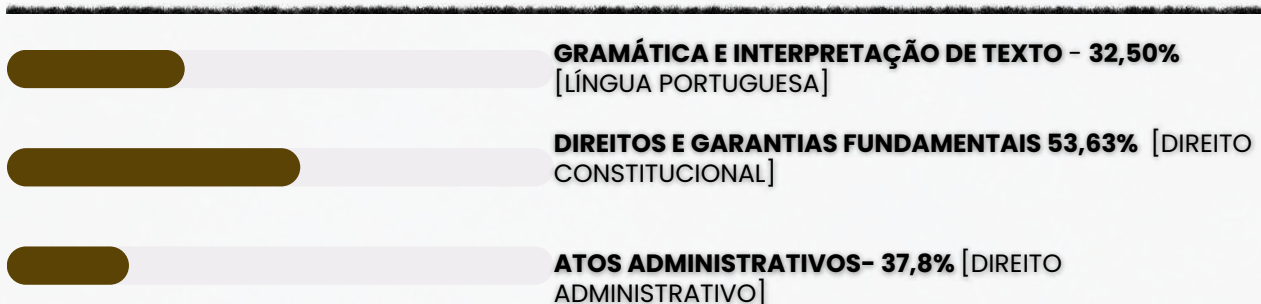 GRAMÁTICA E INTERPRETAÇÃO DE TEXTO - 32,50%
[LÍNGUA PORTUGUESA]
DIREITOS E GARANTIAS FUNDAMENTAIS 53,63% [DIREITO
CONSTITUCIONAL]
ATOS ADMINISTRATIVOS- 37,8% [DIREITO
ADMINISTRATIVO]